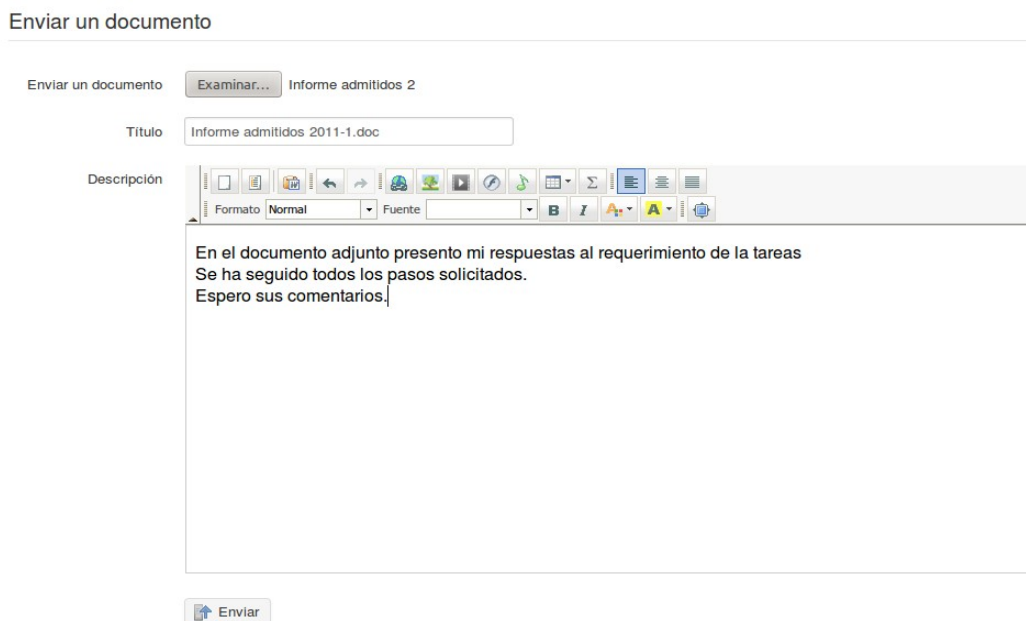 Enviar un documento
Enviar un documento Examinar... Informe admitidos 2
Título Informe admitidos 2011-1.doc
Descripción
Formato Normal Fuente
B I A A
En el documento adjunto presento mi respuestas al requerimiento de la tareas
Se ha seguido todos los pasos solicitados.
Espero sus comentarios.
Enviar